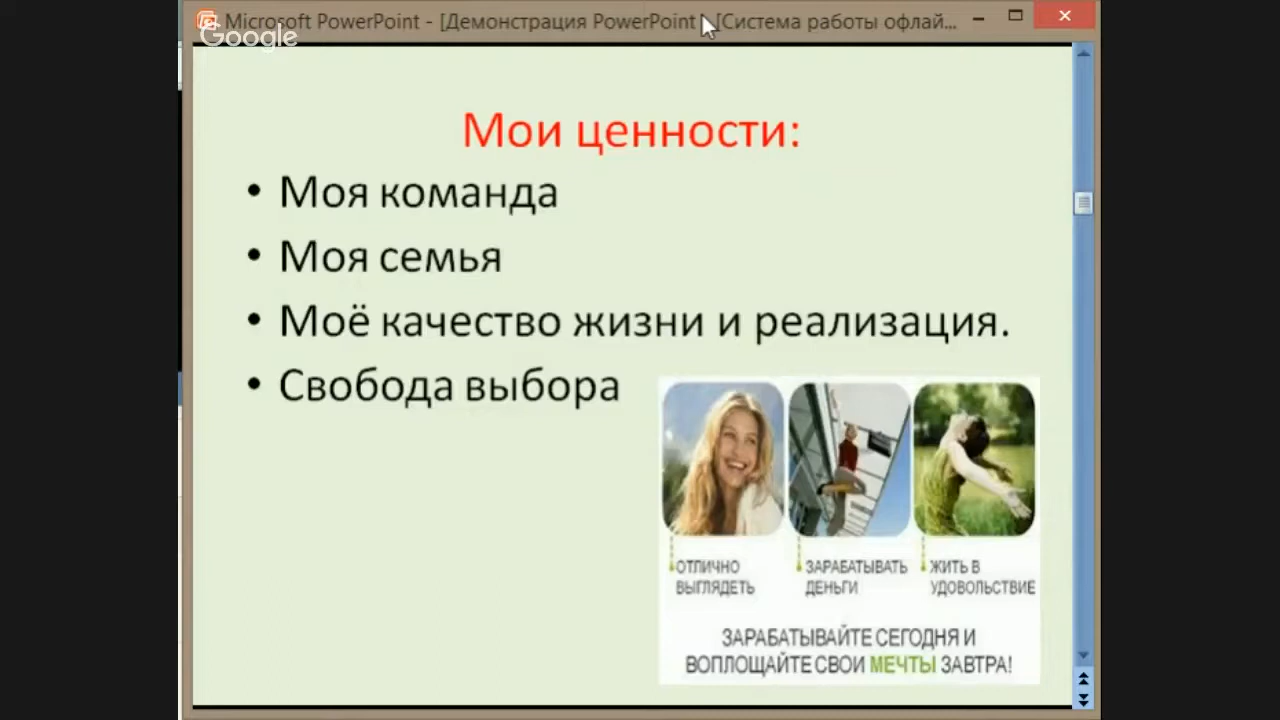 Microsoft PowerPoint - [Демонстрация PowerPoint - [Система работы офлай...
Google
Мои ценности:
• Моя команда
• Моя семья
• Моё качество жизни и реализация.
• Свобода выбора
ОТЛИЧНО
ВЫГЛЯДЕТЬ
ЗАРАБАТЫВАТЬ
ДЕНЬГИ
ЖИТЬ В
УДОВОЛЬСТВИЕ
ЗАРАБАТЫВАЙТЕ СЕГОДНЯ И
ВОПЛОЩАЙТЕ СВОИ МЕЧТЫ ЗАВТРА!